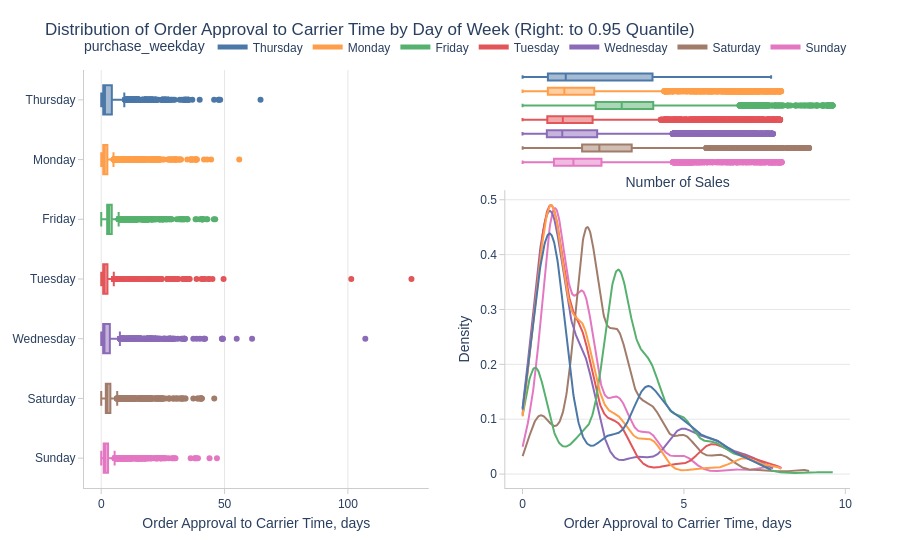 Distribution of Order Approval to Carrier Time by Day of Week (Right: to 0.95 Quantile)
purchase_weekday Thursday Monday Friday Tuesday Wednesday Saturday Sunday
Thursday
Monday
Friday
Tuesday
Wednesday
Saturday
Sunday
0 50 100
Order Approval to Carrier Time, days
Number of Sales
0.5
0.4
0.3
0.2
0.1
0
Density
0 5 10
Order Approval to Carrier Time, days